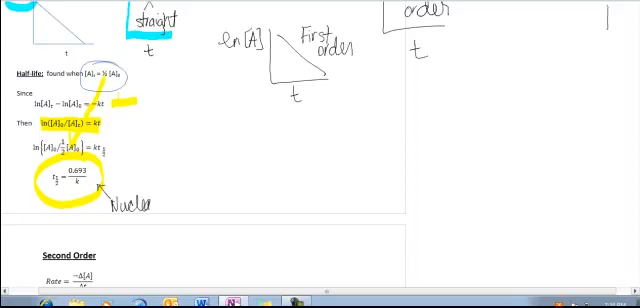 straight
t
t
ln[A]
First
order
t
order
t
Half-life: found when [A]ₜ = ½ [A]₀
Since
ln[A]ₜ − ln[A]₀ = −kt
Then ln([A]₀/[A]ₜ) = kt
ln{[A]₀/½[A]₀} = kt½
t½ = 0.693/k
Nuclea
Second Order
Rate = −Δ[A]/Δt